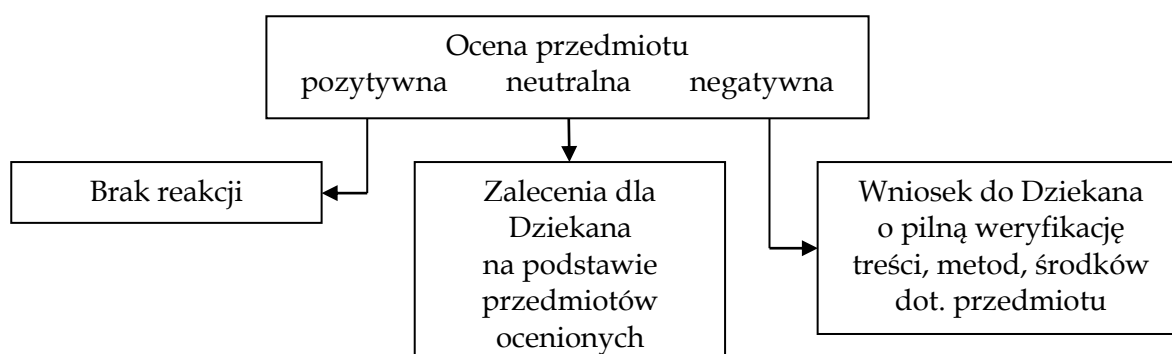 Ocena przedmiotu
pozytywna neutralna negatywna
Brak reakcji
Zalecenia dla
Dziekana
na podstawie
przedmiotów
ocenionych
Wniosek do Dziekana
o pilną weryfikację
treści, metod, środków
dot. przedmiotu